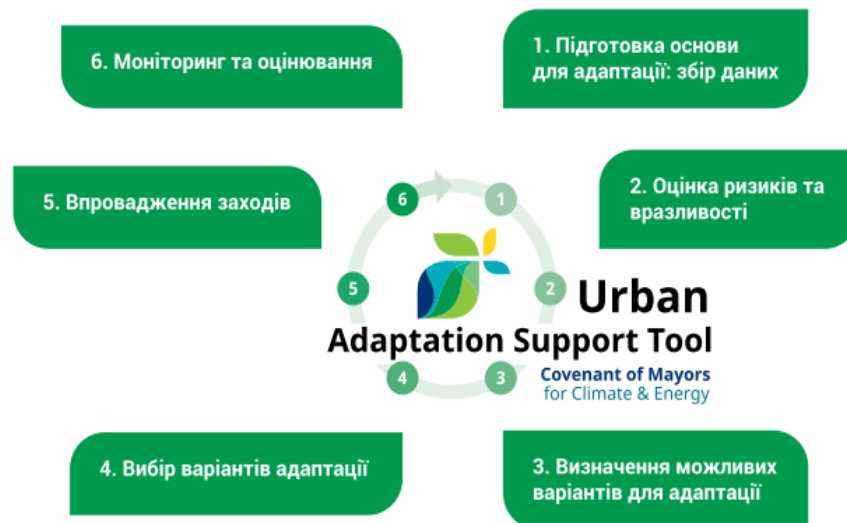 6. Моніторинг та оцінювання
1. Підготовка основи
для адаптації: збір даних
5. Впровадження заходів
2. Оцінка ризиків та
вразливості
6
1
5
2
Urban
Adaptation Support Tool
4
3
Covenant of Mayors
for Climate & Energy
4. Вибір варіантів адаптації
3. Визначення можливих
варіантів для адаптації